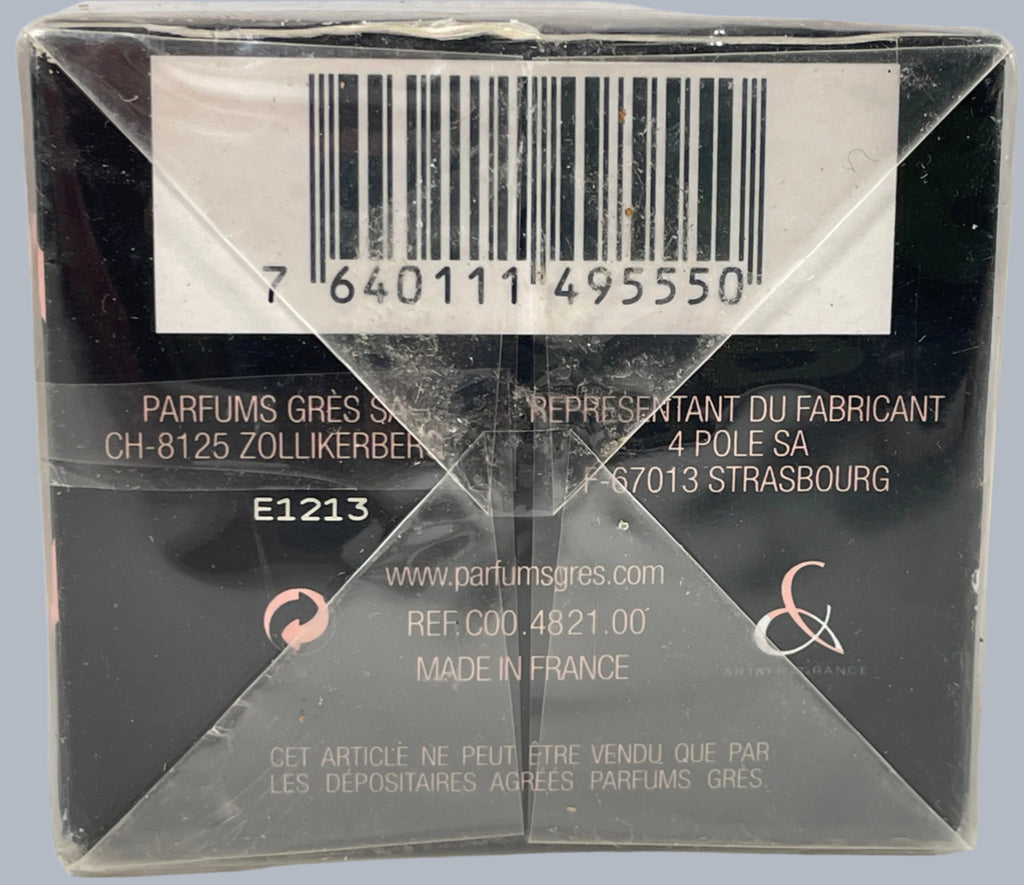 7 640111 495550
PARFUMS GRÈS SA
CH-8125 ZOLLIKERBERG
REPRESENTANT DU FABRICANT
4 POLE SA
F-67013 STRASBOURG
E1213
www.parfumsgres.com
REF. C00.4821.00
MADE IN FRANCE
CET ARTICLE NE PEUT ÊTRE VENDU QUE PAR
LES DÉPOSITAIRES AGRÉÉS PARFUMS GRÈS.